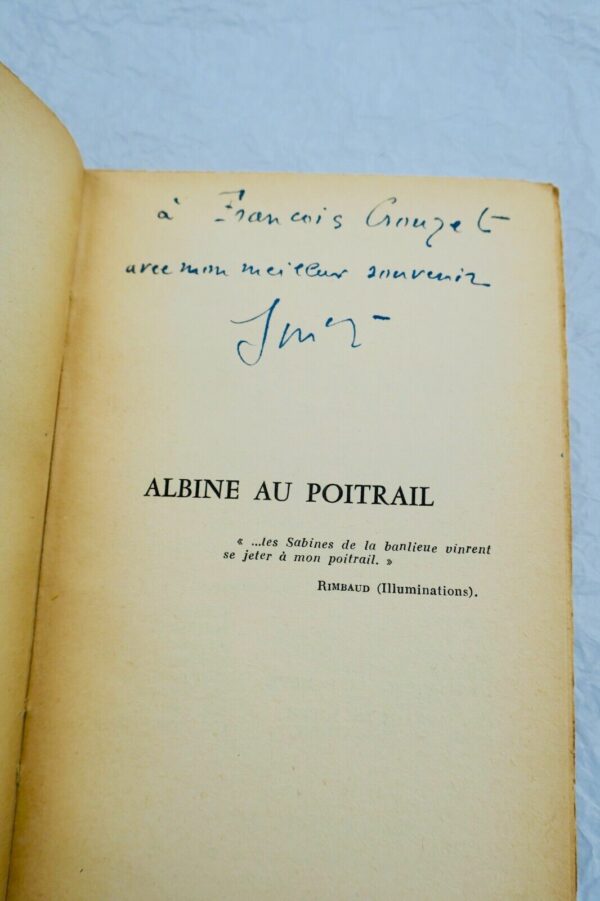 à François Crouzet
avec mon meilleur souvenir
ALBINE AU POITRAIL
« ...les Sabines de la banlieue vinrent
se jeter à mon poitrail. »
RIMBAUD (Illuminations).